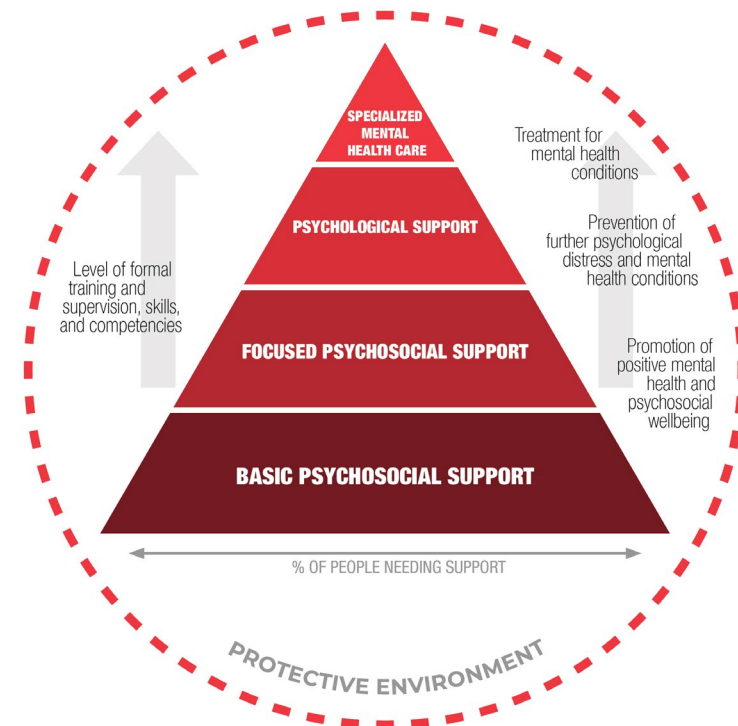 SPECIALIZED
MENTAL
HEALTH CARE
PSYCHOLOGICAL SUPPORT
FOCUSED PSYCHOSOCIAL SUPPORT
BASIC PSYCHOSOCIAL SUPPORT
Level of formal
training and
supervision, skills,
and competencies
Treatment for
mental health
conditions
Prevention of
further psychological
distress and mental
health conditions
Promotion of
positive mental
health and
psychosocial
wellbeing
% OF PEOPLE NEEDING SUPPORT
PROTECTIVE ENVIRONMENT